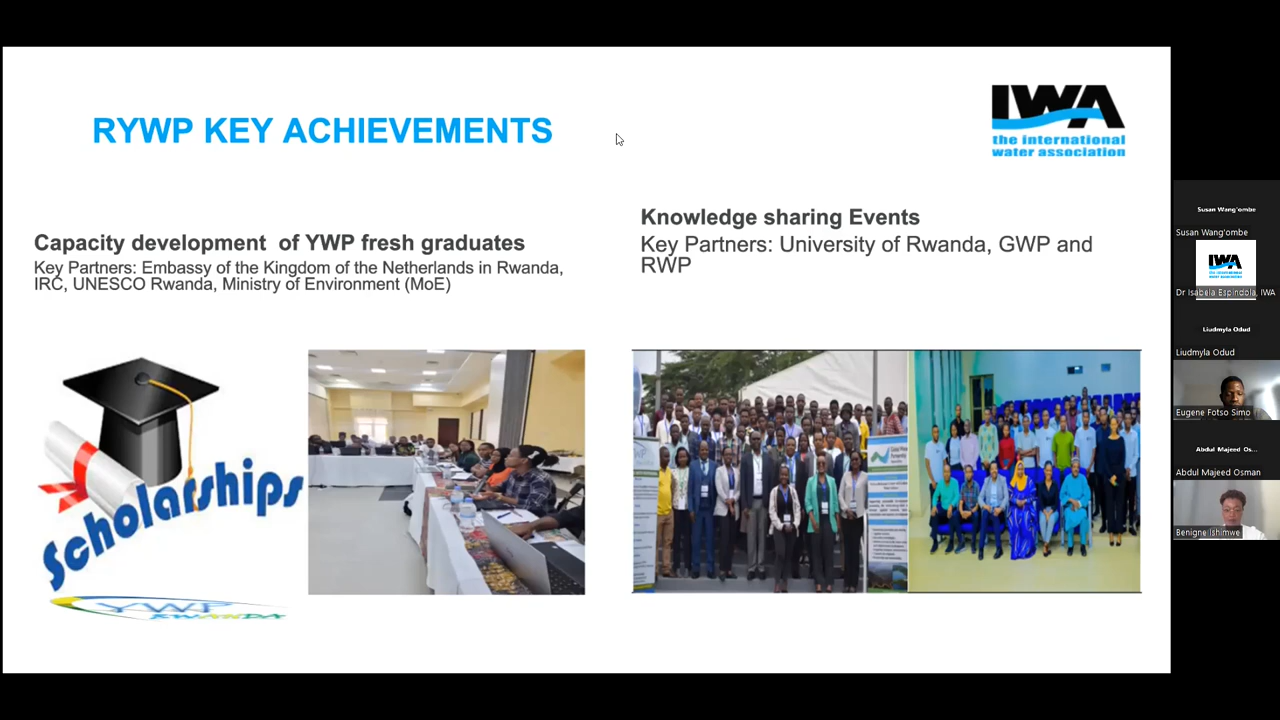 RYWP KEY ACHIEVEMENTS
IWA
the international
water association
Capacity development of YWP fresh graduates
Key Partners: Embassy of the Kingdom of the Netherlands in Rwanda,
IRC, UNESCO Rwanda, Ministry of Environment (MoE)
Knowledge sharing Events
Key Partners: University of Rwanda, GWP and
RWP
Scholarships
YWP
RWANDA
Susan Wang'ombe
Susan Wang'ombe
IWA
Dr Isabela Espindola, IWA
Liudmyla Odud
Liudmyla Odud
Eugene Fotso Simo
Abdul Majeed Os...
Abdul Majeed Osman
Benigne Ishimwe